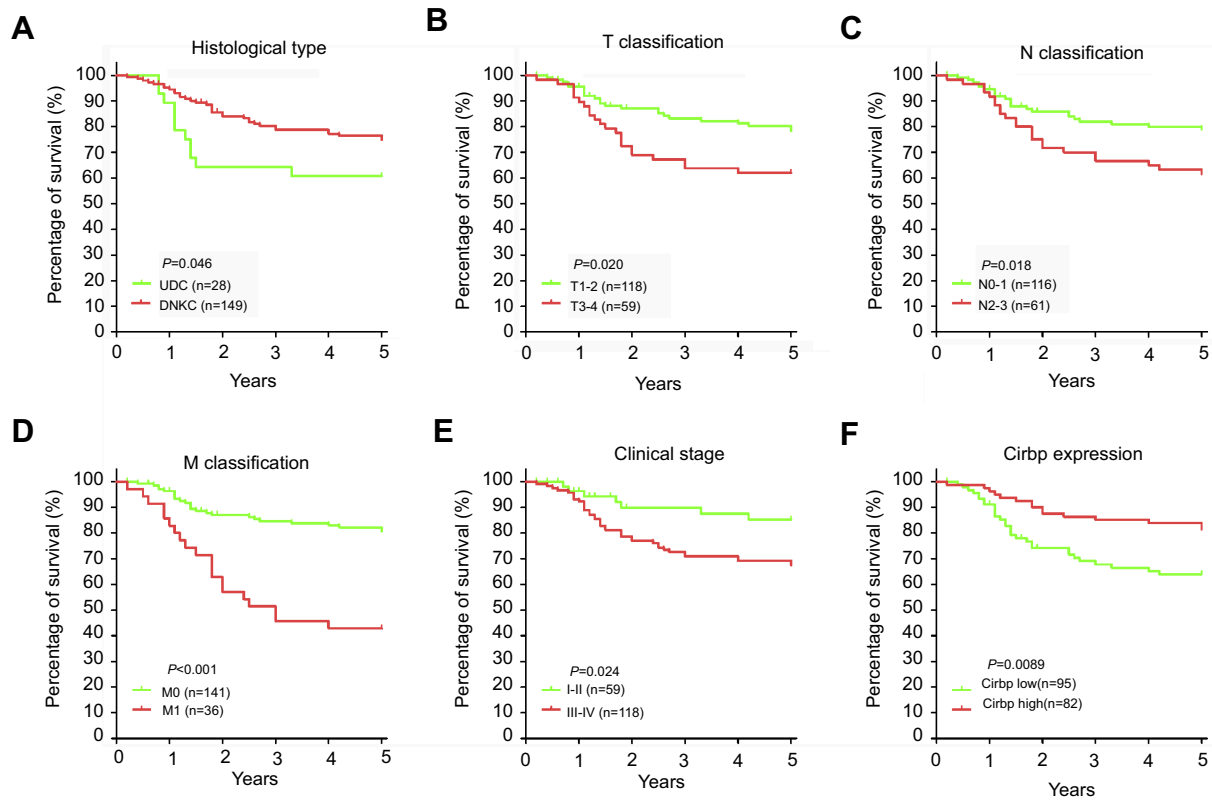 A
Histological type
Percentage of survival (%)
100
90
80
70
60
50
40
30
20
10
0
P=0.046
UDC (n=28)
DNKC (n=149)
0 1 2 3 4 5
Years
B
T classification
Percentage of survival (%)
100
90
80
70
60
50
40
30
20
10
0
P=0.020
T1-2 (n=118)
T3-4 (n=59)
0 1 2 3 4 5
Years
C
N classification
Percentage of survival (%)
100
90
80
70
60
50
40
30
20
10
0
P=0.018
N0-1 (n=116)
N2-3 (n=61)
0 1 2 3 4 5
Years
D
M classification
Percentage of survival (%)
100
90
80
70
60
50
40
30
20
10
0
P<0.001
M0 (n=141)
M1 (n=36)
0 1 2 3 4 5
Years
E
Clinical stage
Percentage of survival (%)
100
90
80
70
60
50
40
30
20
10
0
P=0.024
I-II (n=59)
III-IV (n=118)
0 1 2 3 4 5
Years
F
Cirbp expression
Percentage of survival (%)
100
90
80
70
60
50
40
30
20
10
0
P=0.0089
Cirbp low(n=95)
Cirbp high(n=82)
0 1 2 3 4 5
Years